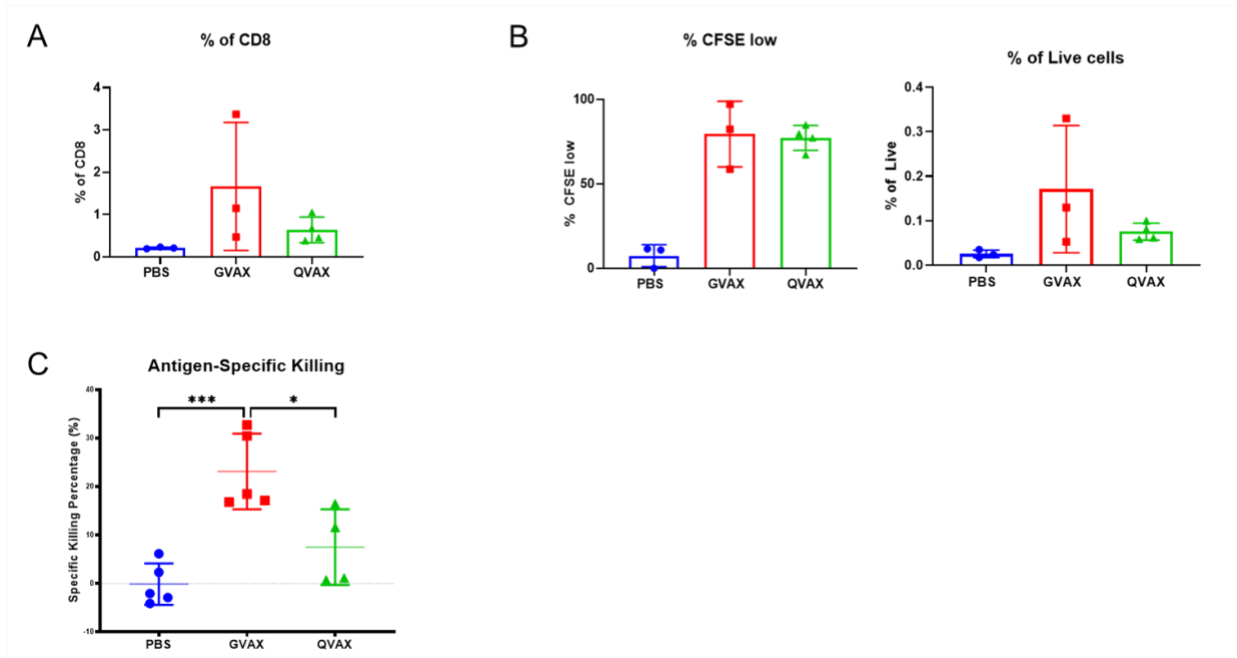 A
% of CD8
% of CD8
4
3
2
1
0
PBS GVAX QVAX
B
% CFSE low
% CFSE low
100
50
0
PBS GVAX QVAX
% of Live cells
% of Live
0.4
0.3
0.2
0.1
0.0
PBS GVAX QVAX
C
Antigen-Specific Killing
Specific Killing Percentage (%)
40
30
20
10
0
-10
*** *
PBS GVAX QVAX